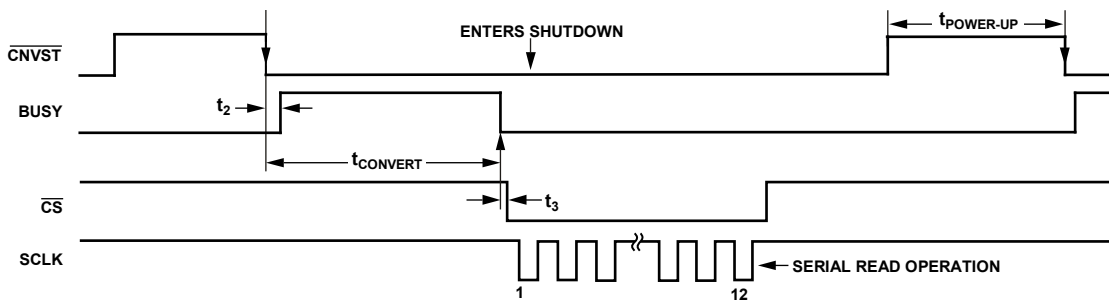 tPOWER-UP
ENTERS SHUTDOWN
CNVST
BUSY
t2
tCONVERT
CS
t3
SCLK
SERIAL READ OPERATION
1
12